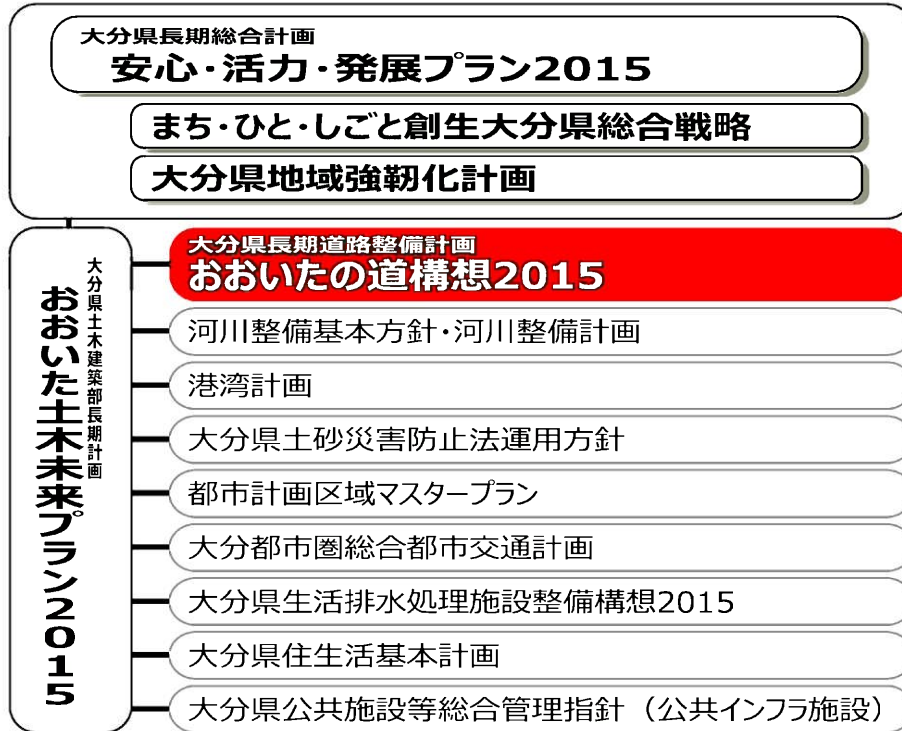 大分県長期総合計画
安心・活力・発展プラン2015
まち・ひと・しごと創生大分県総合戦略
大分県地域強靭化計画
大分県土木建築部長期計画
おおいた土木未来プラン2015
大分県長期道路整備計画
おおいたの道構想2015
河川整備基本方針・河川整備計画
港湾計画
大分県土砂災害防止法運用方針
都市計画区域マスタープラン
大分都市圏総合都市交通計画
大分県生活排水処理施設整備構想2015
大分県住生活基本計画
大分県公共施設等総合管理指針（公共インフラ施設）